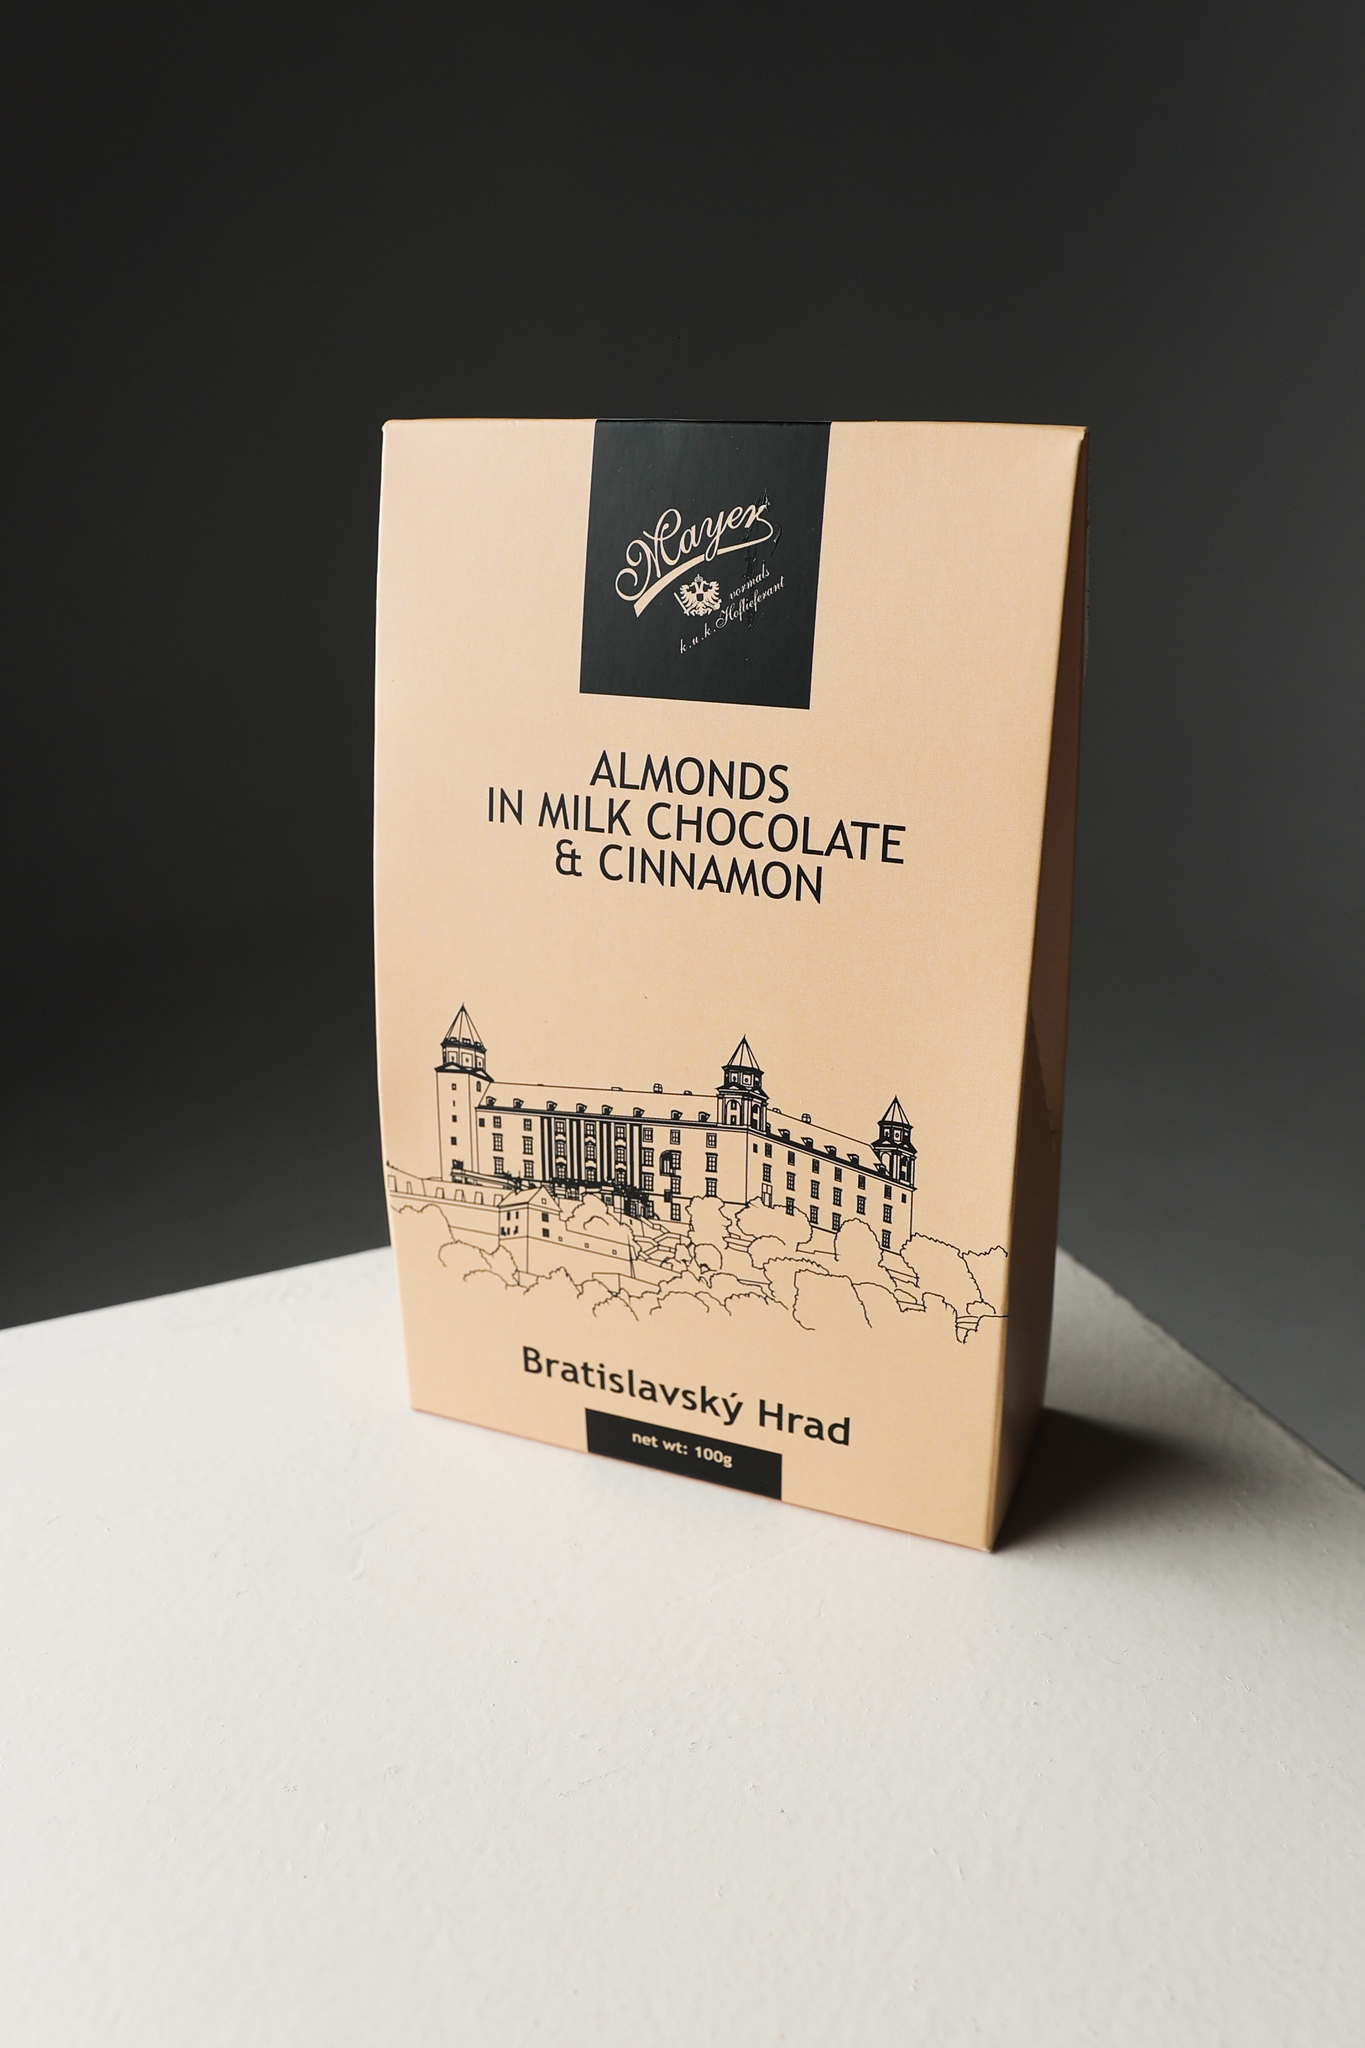 Mayer
vormals
k.u.k. Hoflieferant
ALMONDS
IN MILK CHOCOLATE
& CINNAMON
Bratislavský Hrad
net wt: 100g